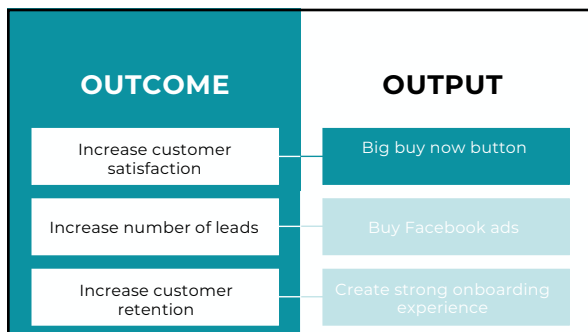 OUTCOME
OUTPUT
Increase customer
satisfaction
Big buy now button
Increase number of leads
Buy Facebook ads
Increase customer
retention
Create strong onboarding
experience